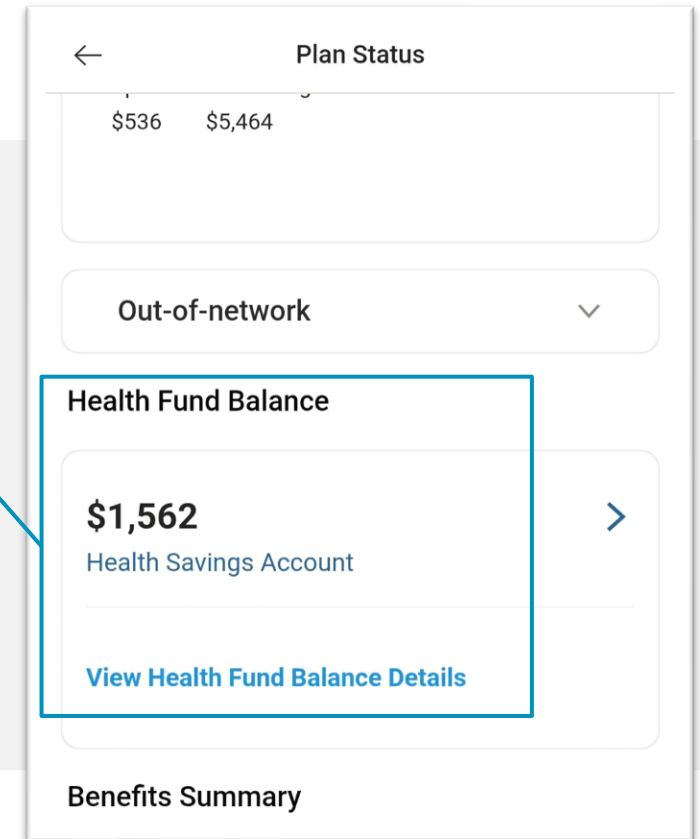 Plan Status
$536 $5,464
Out-of-network
Health Fund Balance
$1,562
Health Savings Account
View Health Fund Balance Details
Benefits Summary